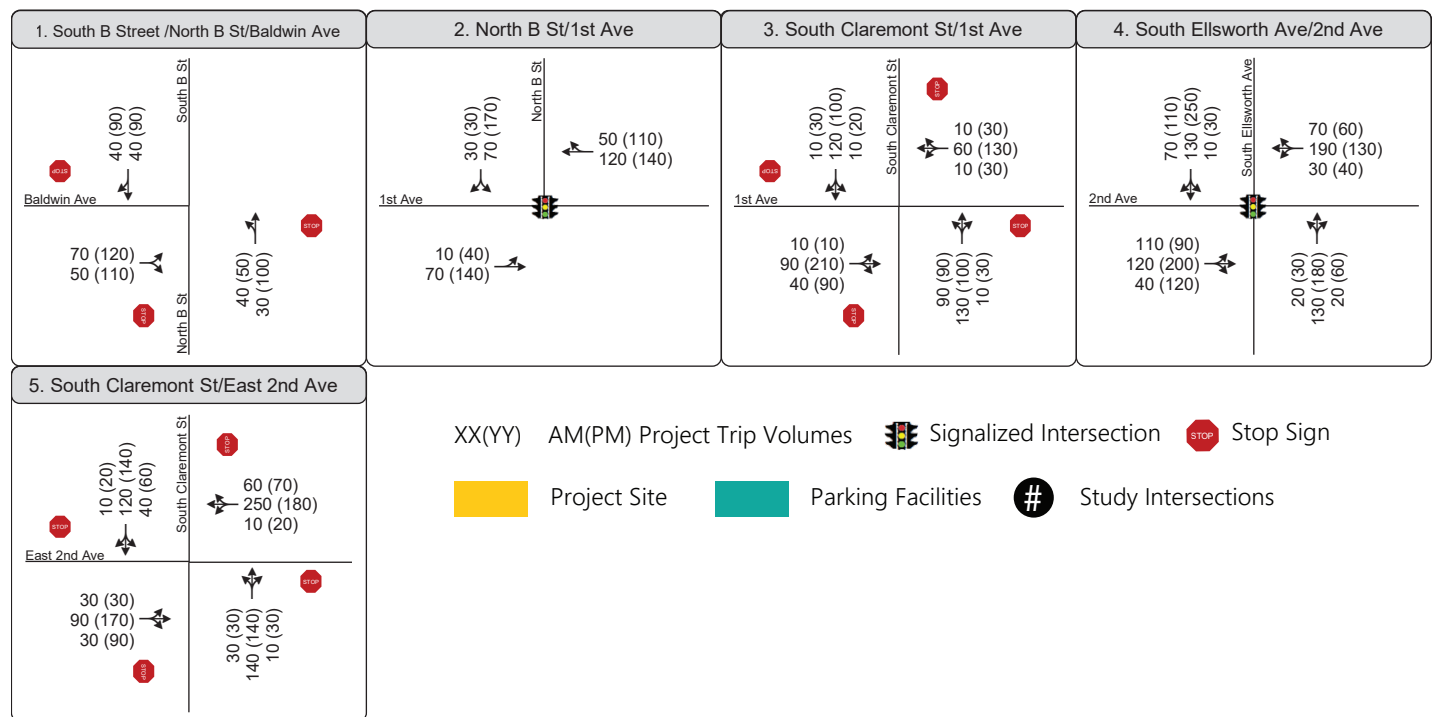 1. South B Street /North B St/Baldwin Ave
South B St
40 (90)
40 (90)
STOP
Baldwin Ave
70 (120)
50 (110)
STOP
North B St
40 (50)
30 (100)
STOP
2. North B St/1st Ave
North B St
30 (30)
70 (170)
50 (110)
120 (140)
1st Ave
10 (40)
70 (140)
3. South Claremont St/1st Ave
South Claremont St
STOP
10 (30)
120 (100)
10 (20)
10 (30)
60 (130)
10 (30)
STOP
1st Ave
10 (10)
90 (210)
40 (90)
STOP
90 (90)
130 (100)
10 (30)
STOP
4. South Ellsworth Ave/2nd Ave
South Ellsworth Ave
70 (110)
130 (250)
10 (30)
70 (60)
190 (130)
30 (40)
2nd Ave
110 (90)
120 (200)
40 (120)
20 (30)
130 (180)
20 (60)
5. South Claremont St/East 2nd Ave
South Claremont St
STOP
10 (20)
120 (140)
40 (60)
60 (70)
250 (180)
10 (20)
STOP
East 2nd Ave
30 (30)
90 (170)
30 (90)
STOP
30 (30)
140 (140)
10 (30)
STOP
XX(YY) AM(PM) Project Trip Volumes
Signalized Intersection
STOP Stop Sign
Project Site
Parking Facilities
# Study Intersections